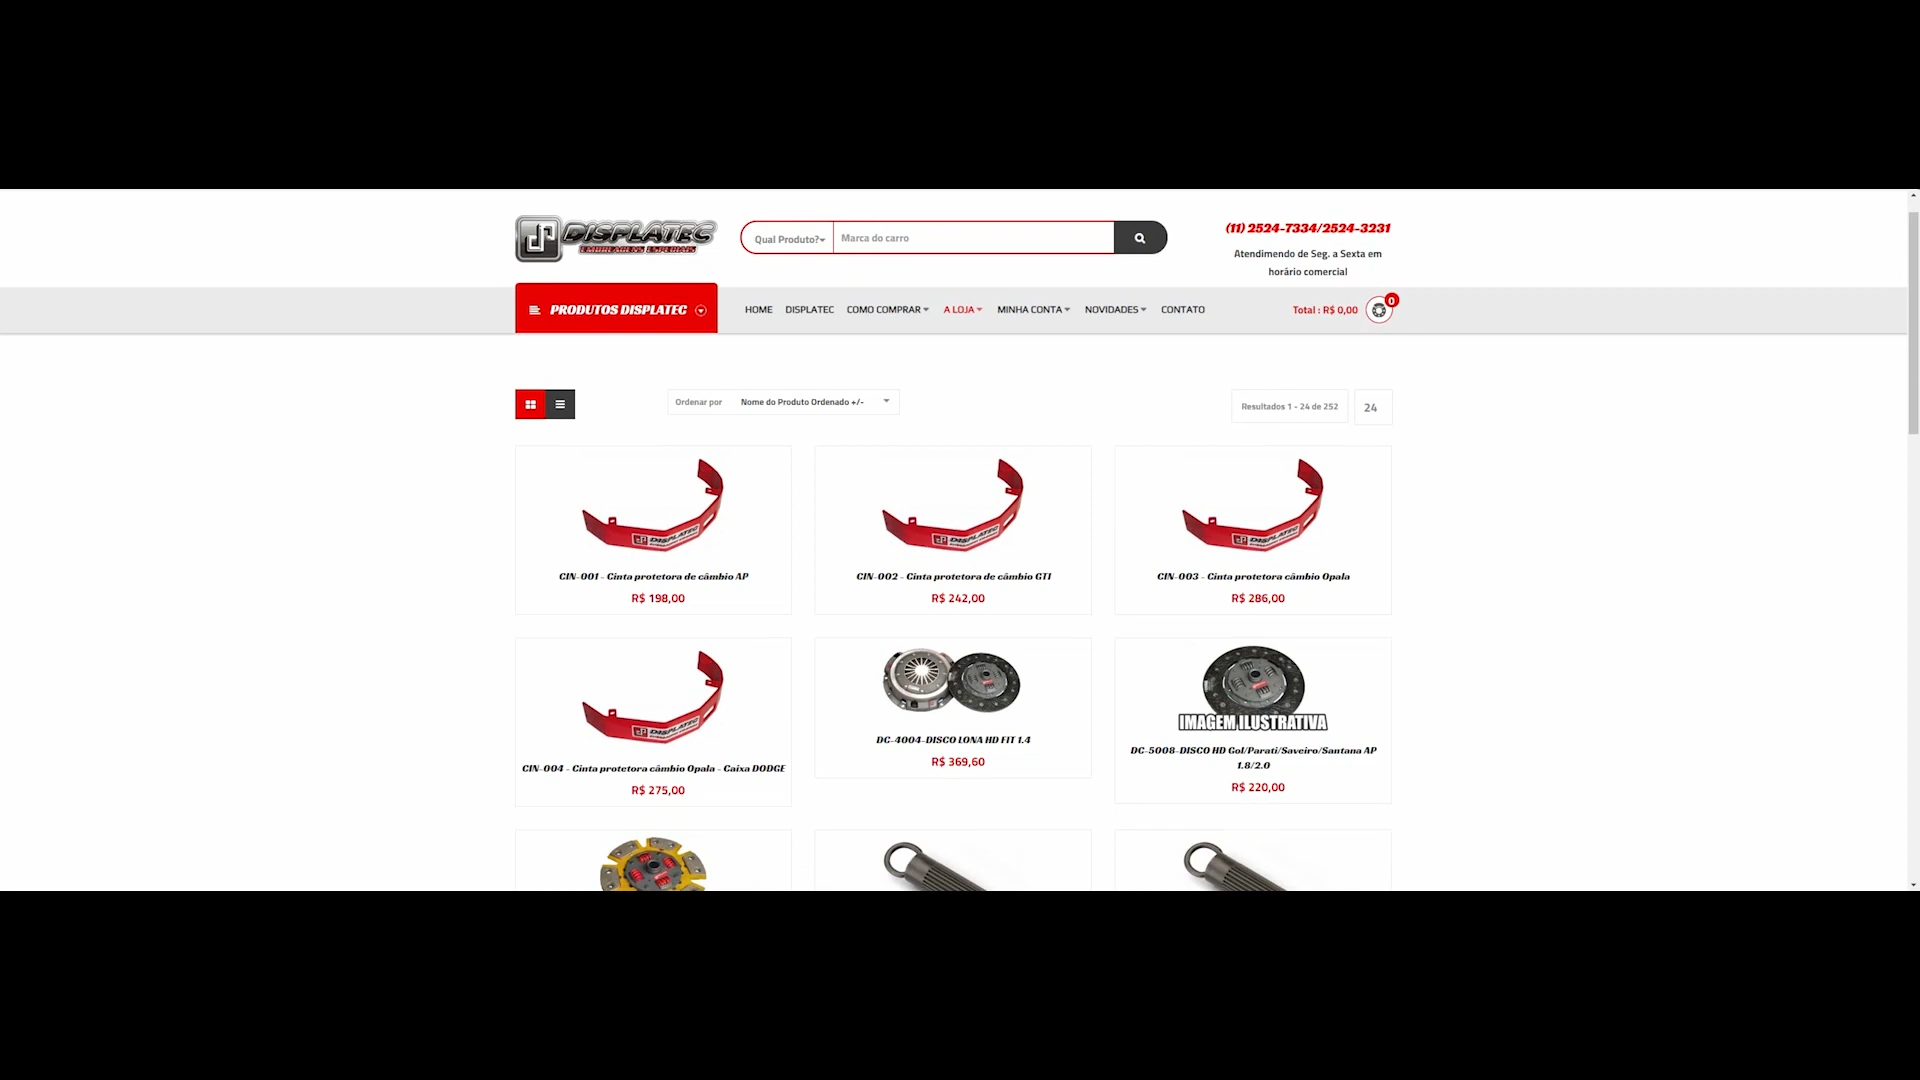 DISPLATEC
EMBREAGENS ESPECIAIS
Qual Produto?
Marca do carro
(11) 2524-7334/2524-3231
Atendimendo de Seg. a Sexta em
horário comercial
PRODUTOS DISPLATEC
HOME DISPLATEC COMO COMPRAR A LOJA MINHA CONTA NOVIDADES CONTATO
Total : R$ 0,00
0
Ordenar por Nome do Produto Ordenado +/-
Resultados 1 - 24 de 252
24
DISPLATEC
DISPLATEC
DISPLATEC
CIN-001 - Cinta protetora de câmbio AP
R$ 198,00
CIN-002 - Cinta protetora de câmbio GTI
R$ 242,00
CIN-003 - Cinta protetora câmbio Opala
R$ 286,00
DISPLATEC
CIN-004 - Cinta protetora câmbio Opala - Caixa DODGE
R$ 275,00
DC-4004-DISCO LONA HD FIT 1.4
R$ 369,60
IMAGEM ILUSTRATIVA
DC-5008-DISCO HD Gol/Parati/Saveiro/Santana AP
1.8/2.0
R$ 220,00